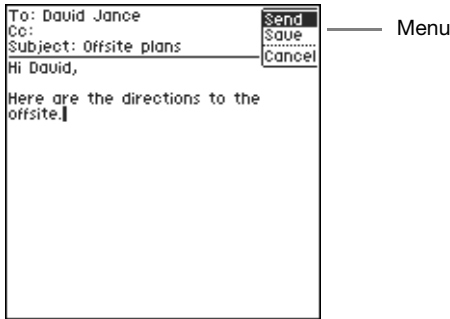 To: David Jance
Cc:
Subject: Offsite plans
Send
Save
Cancel
Menu
Hi David,
Here are the directions to the
offsite.